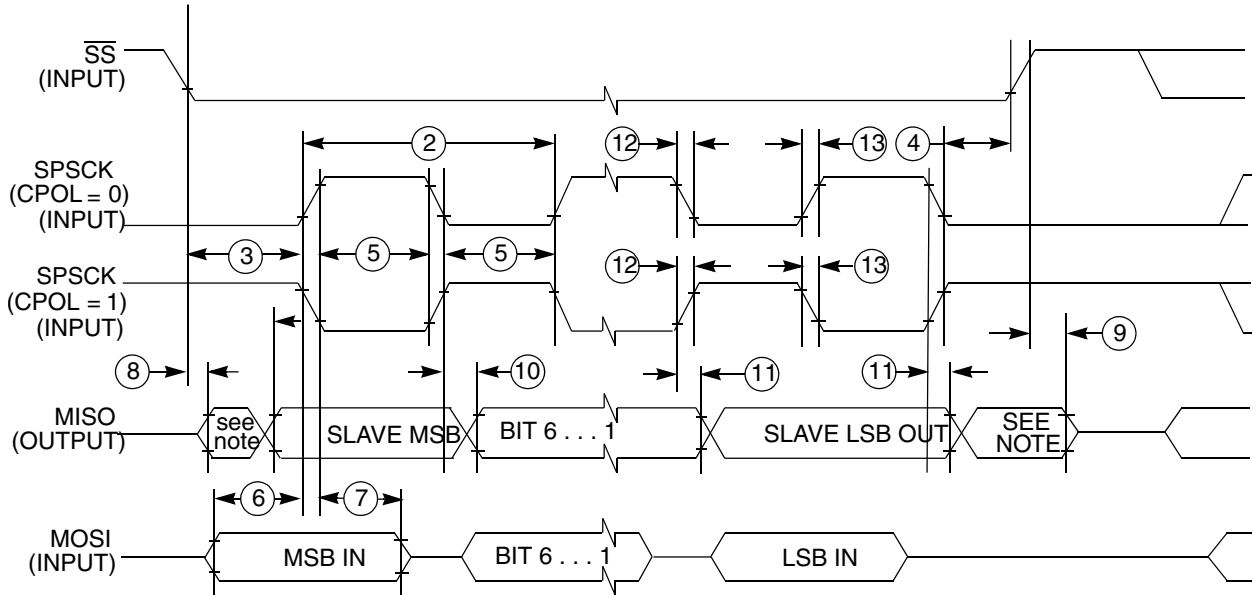 SS
(INPUT)
2
12
13
4
SPSCK
(CPOL = 0)
(INPUT)
3
5
5
SPSCK
(CPOL = 1)
(INPUT)
12
13
8
10
11
11
9
MISO
(OUTPUT)
see
note
SLAVE MSB
BIT 6 . . . 1
SLAVE LSB OUT
SEE
NOTE
6
7
MOSI
(INPUT)
MSB IN
BIT 6 . . . 1
LSB IN